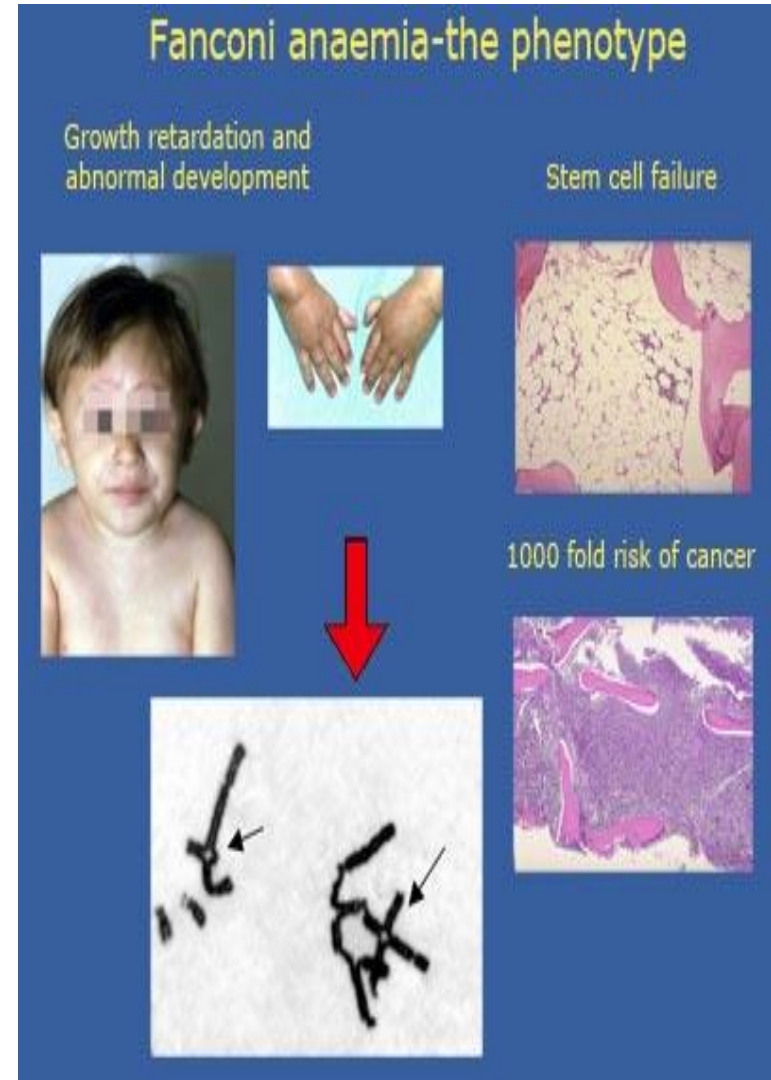 Fanconi anaemia-the phenotype
Growth retardation and
abnormal development
Stem cell failure
1000 fold risk of cancer